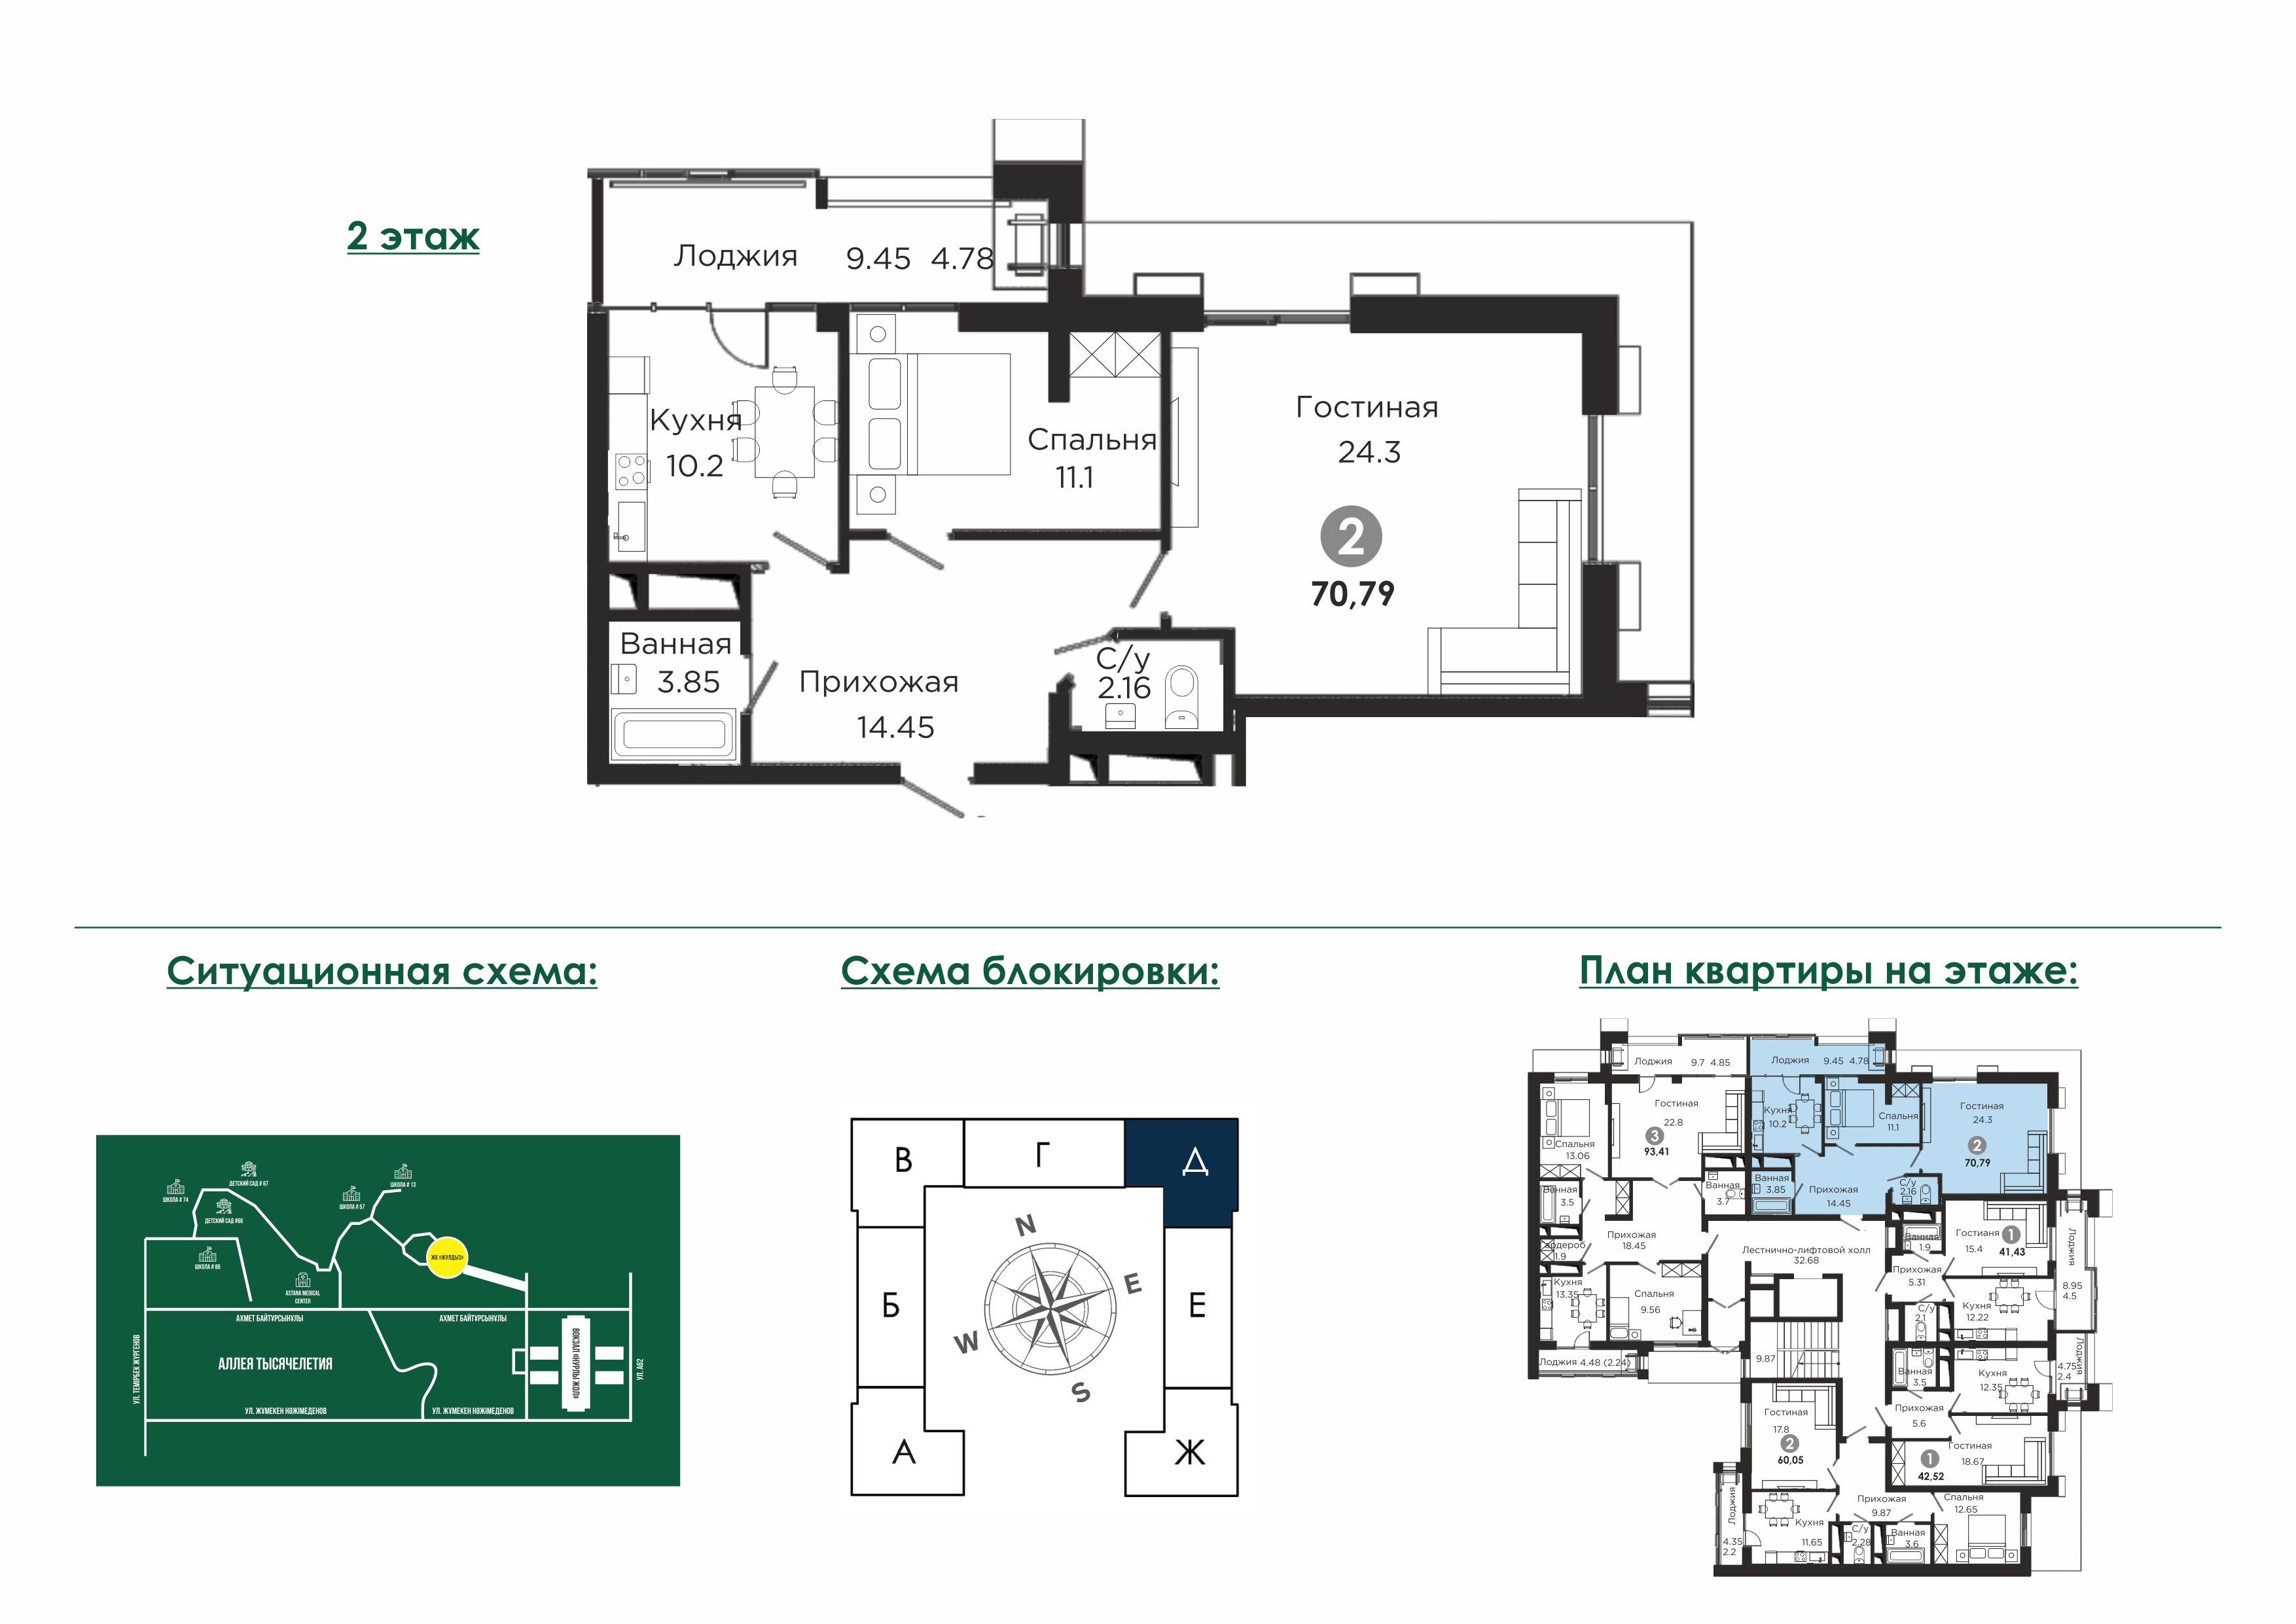 2 этаж
Лоджия 9.45 4.78
Кухня
10.2
Спальня
11.1
Гостиная
24.3
2
70,79
Ванная
3.85
Прихожая
14.45
С/у
2.16
Ситуационная схема:
Схема блокировки:
План квартиры на этаже:
ШКОЛА # 74
ДЕТСКИЙ САД # 67
ДЕТСКИЙ САД #66
ШКОЛА # 57
ШКОЛА # 13
ШКОЛА # 86
ASTANA MEDICAL
CENTER
ЖК «ЖУЛДЫЗ»
АХМЕТ БАЙТҰРСЫНҰЛЫ
АХМЕТ БАЙТҰРСЫНҰЛЫ
АЛЛЕЯ ТЫСЯЧЕЛЕТИЯ
УЛ. ТЕМІРБЕК ЖҮРГЕНОВ
ВОКЗАЛ «НУРЛЫ ЖОЛ»
УЛ. А62
УЛ. ЖҰМЕКЕН НӘЖІМЕДЕНОВ
УЛ. ЖҰМЕКЕН НӘЖІМЕДЕНОВ
В
Г
Д
Б
Е
А
Ж
N
E
S
W
Лоджия 9.7 4.85
Лоджия 9.45 4.78
Гостиная
22.8
3
93,41
Спальня
13.06
Кухня
10.2
Спальня
11.1
Гостиная
24.3
2
70,79
Ванная
3.5
Ванная
3.7
Ванная
3.85
Прихожая
14.45
С/у
2.16
Прихожая
18.45
Гардероб
1.9
Кухня
13.35
Спальня
9.56
Лоджия 4.48 (2.24)
Лестнично-лифтовой холл
32.68
9.87
Ванная
1.9
Гостиная
15.4
1
41,43
Лоджия
8.95
4.5
Прихожая
5.31
Кухня
12.22
С/у
2.1
Ванная
3.5
Кухня
12.35
Лоджия
4.75
2.4
Прихожая
5.6
Гостиная
18.67
1
42,52
Гостиная
17.8
2
60,05
Лоджия
4.35
2.2
Кухня
11.65
Прихожая
9.87
С/у
2.28
Ванная
3.6
Спальня
12.65